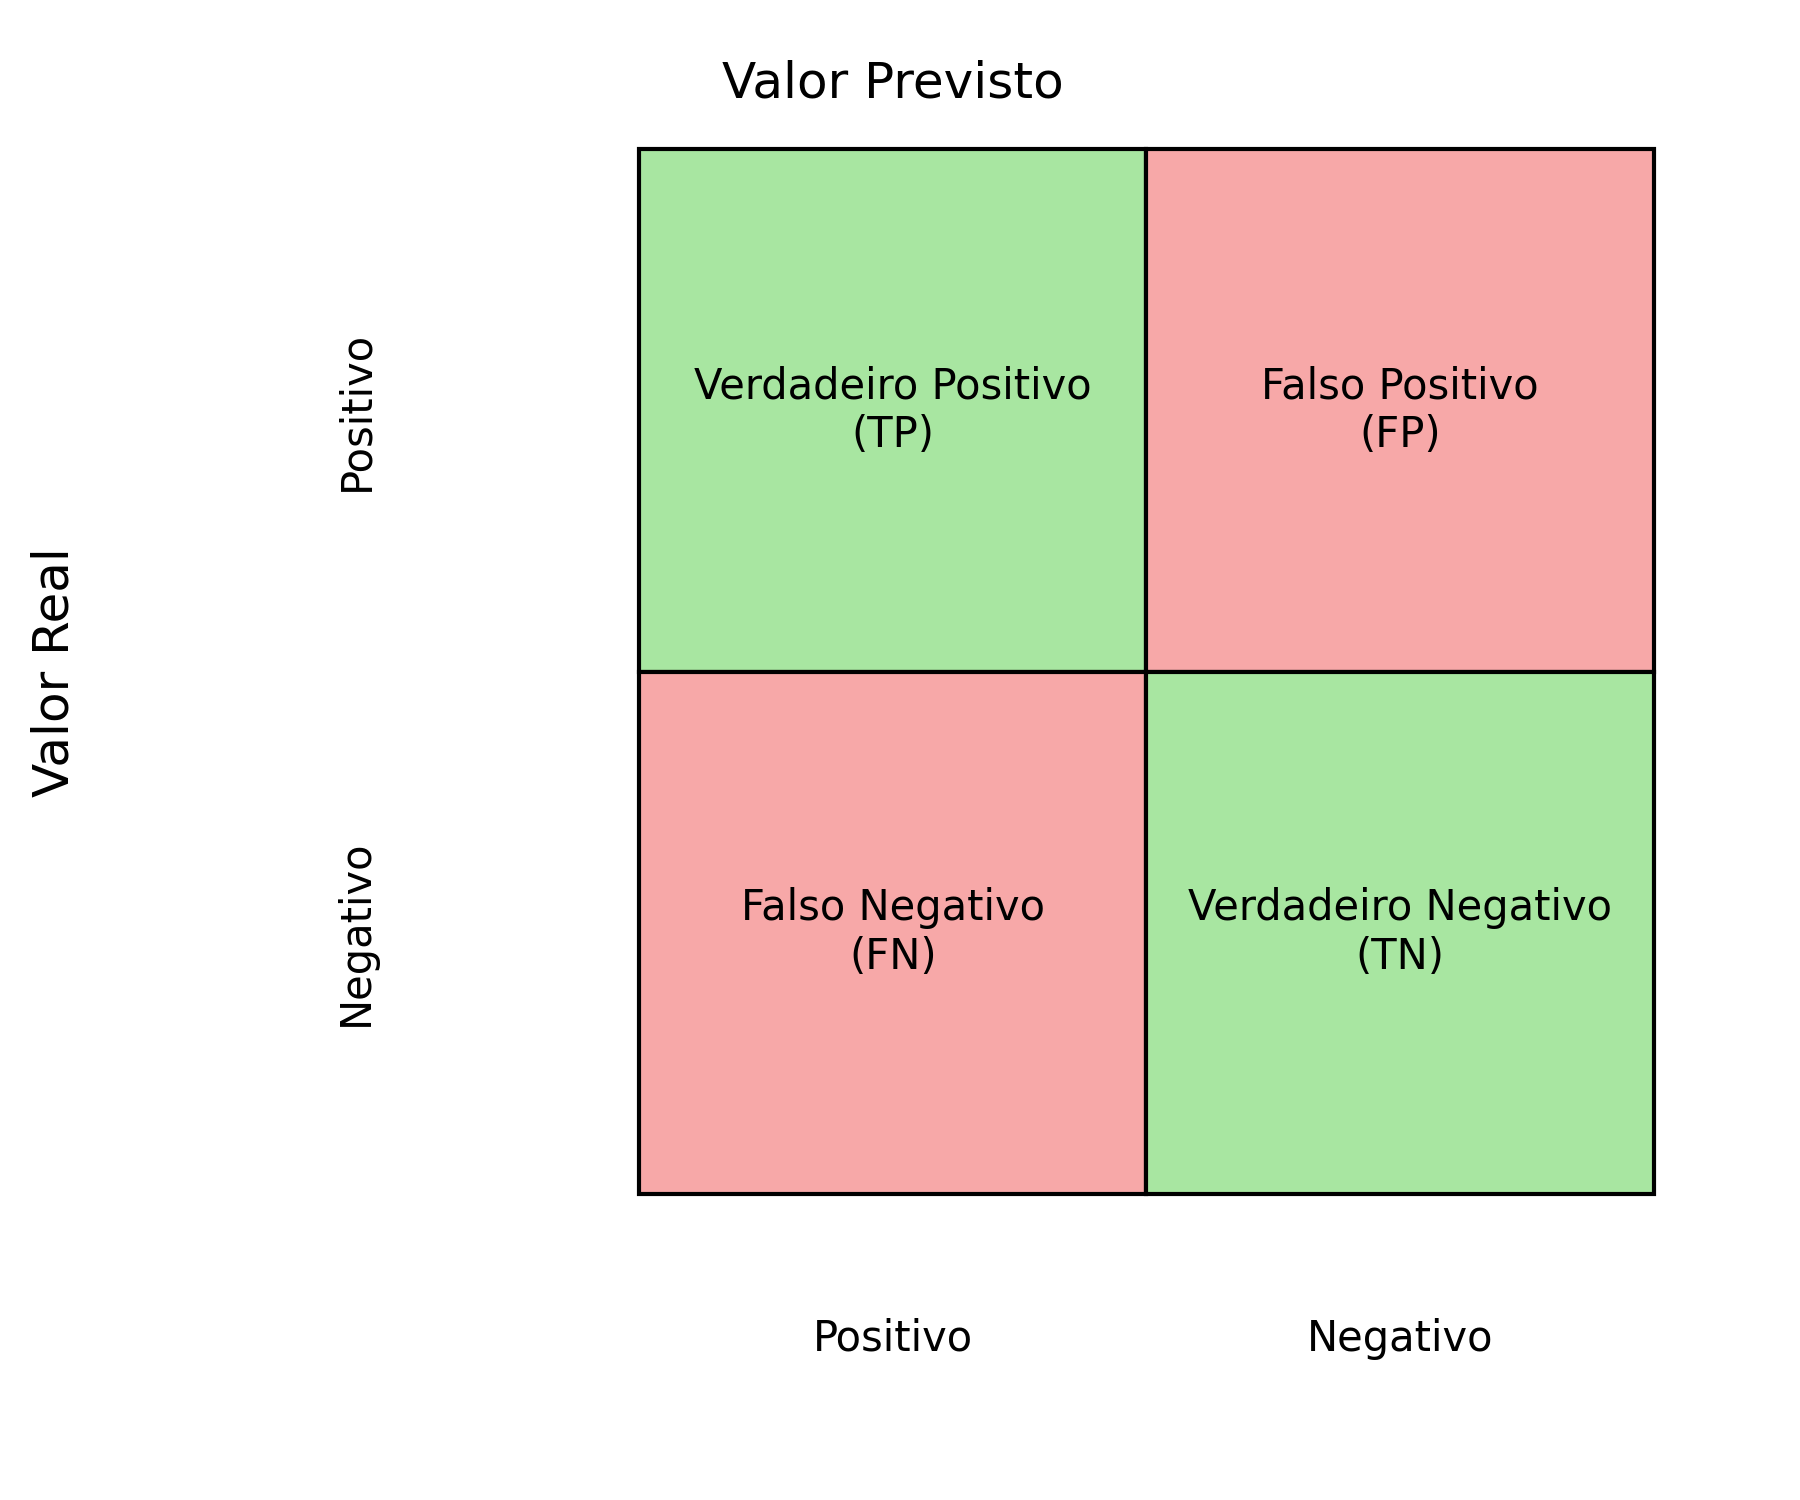 Valor Previsto
Valor Real
Positivo
Verdadeiro Positivo
(TP)
Falso Positivo
(FP)
Negativo
Falso Negativo
(FN)
Verdadeiro Negativo
(TN)
Positivo
Negativo